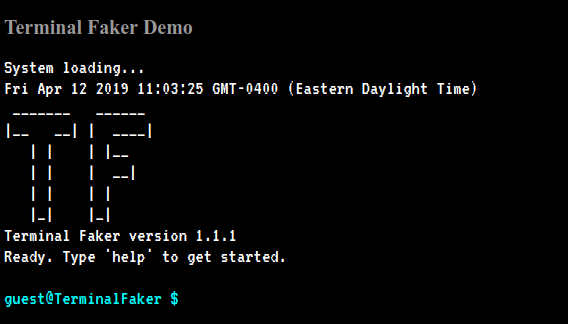 Terminal Faker Demo
System loading...
Fri Apr 12 2019 11:03:25 GMT-0400 (Eastern Daylight Time)
 _______   ______
|__   __| |  ____|
   | |    | |__
   | |    |  __|
   | |    | |
   |_|    |_|
Terminal Faker version 1.1.1
Ready. Type 'help' to get started.
guest@TerminalFaker $